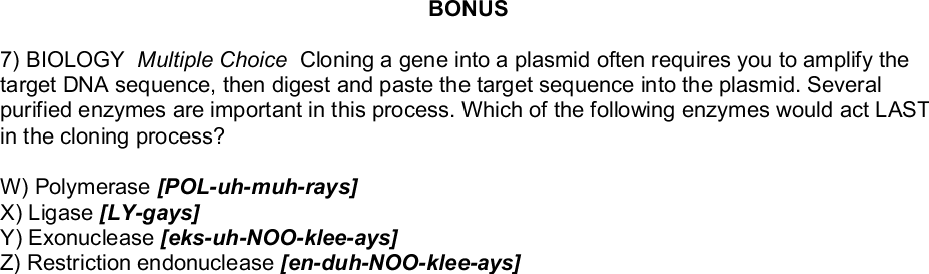 BONUS
7) BIOLOGY Multiple Choice Cloning a gene into a plasmid often requires you to amplify the
target DNA sequence, then digest and paste the target sequence into the plasmid. Several
purified enzymes are important in this process. Which of the following enzymes would act LAST
in the cloning process?
W) Polymerase [POL-uh-muh-rays]
X) Ligase [LY-gays]
Y) Exonuclease [eks-uh-NOO-klee-ays]
Z) Restriction endonuclease [en-duh-NOO-klee-ays]